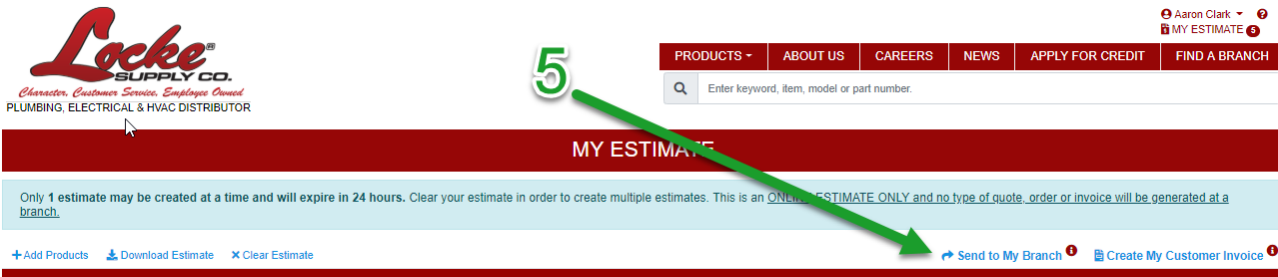 Aaron Clark
MY ESTIMATE 5
Locke®
SUPPLY CO.
Character, Customer Service, Employee Owned
PLUMBING, ELECTRICAL & HVAC DISTRIBUTOR
5
PRODUCTS ABOUT US CAREERS NEWS APPLY FOR CREDIT FIND A BRANCH
Enter keyword, item, model or part number.
MY ESTIMATE
Only 1 estimate may be created at a time and will expire in 24 hours. Clear your estimate in order to create multiple estimates. This is an ONLINE ESTIMATE ONLY and no type of quote, order or invoice will be generated at a
branch.
+Add Products Download Estimate × Clear Estimate Send to My Branch Create My Customer Invoice